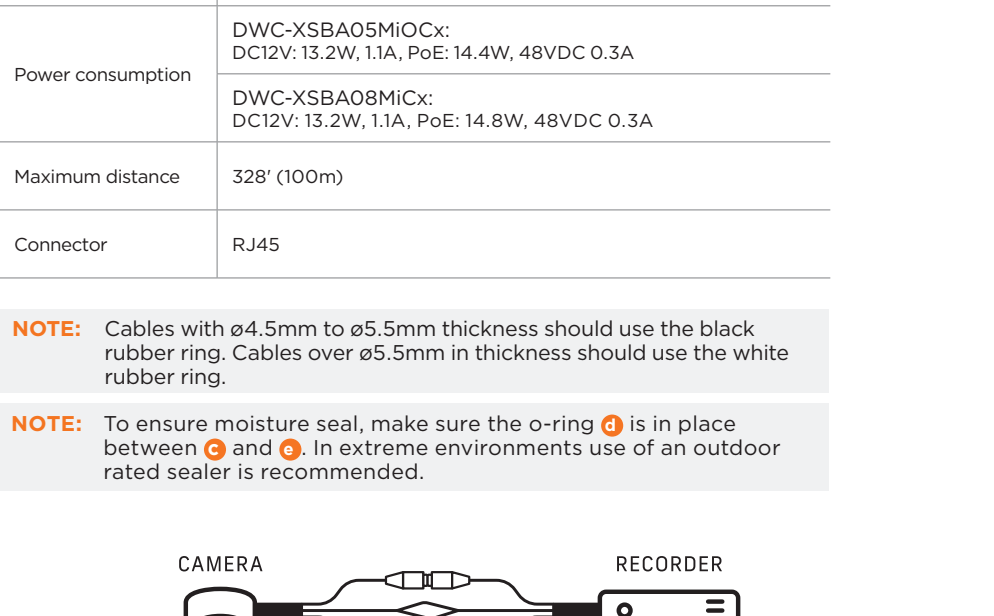 Power consumption
DWC-XSBA05MiOCx:
DC12V: 13.2W, 1.1A, PoE: 14.4W, 48VDC 0.3A
DWC-XSBA08MiCx:
DC12V: 13.2W, 1.1A, PoE: 14.8W, 48VDC 0.3A
Maximum distance
328' (100m)
Connector
RJ45
NOTE: Cables with ø4.5mm to ø5.5mm thickness should use the black
rubber ring. Cables over ø5.5mm in thickness should use the white
rubber ring.
NOTE: To ensure moisture seal, make sure the o-ring d is in place
between c and e. In extreme environments use of an outdoor
rated sealer is recommended.
CAMERA
RECORDER